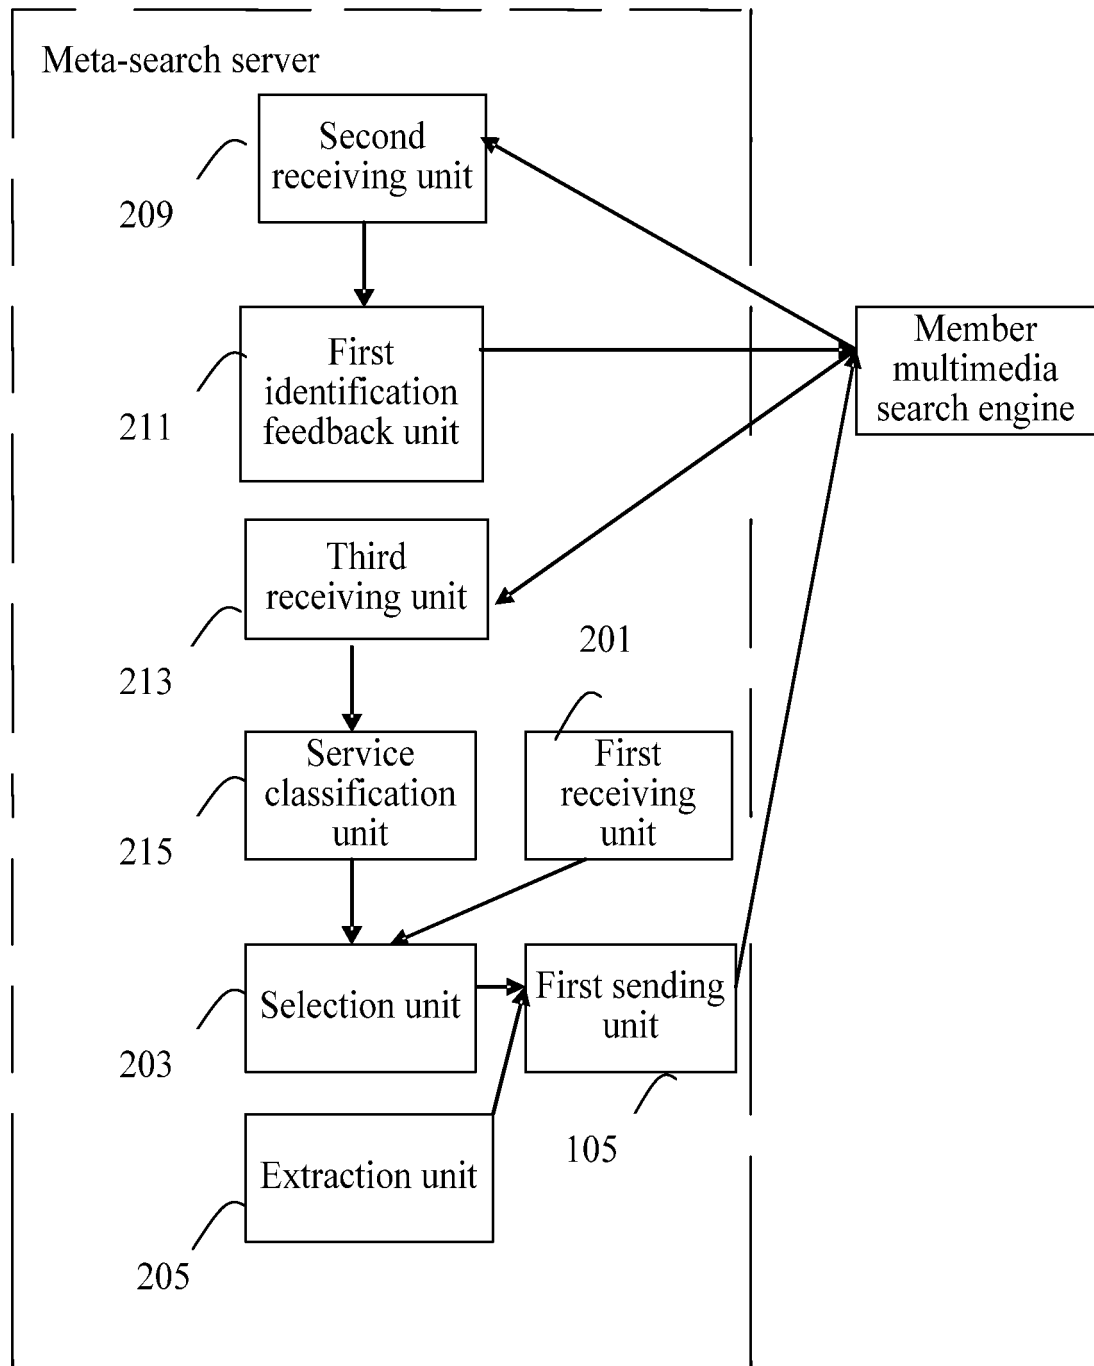 Meta-search server
Second
receiving unit
209
First
identification
feedback unit
211
Member
multimedia
search engine
Third
receiving unit
213
201
Service
classification
unit
215
First
receiving
unit
Selection unit
203
First sending
unit
105
Extraction unit
205